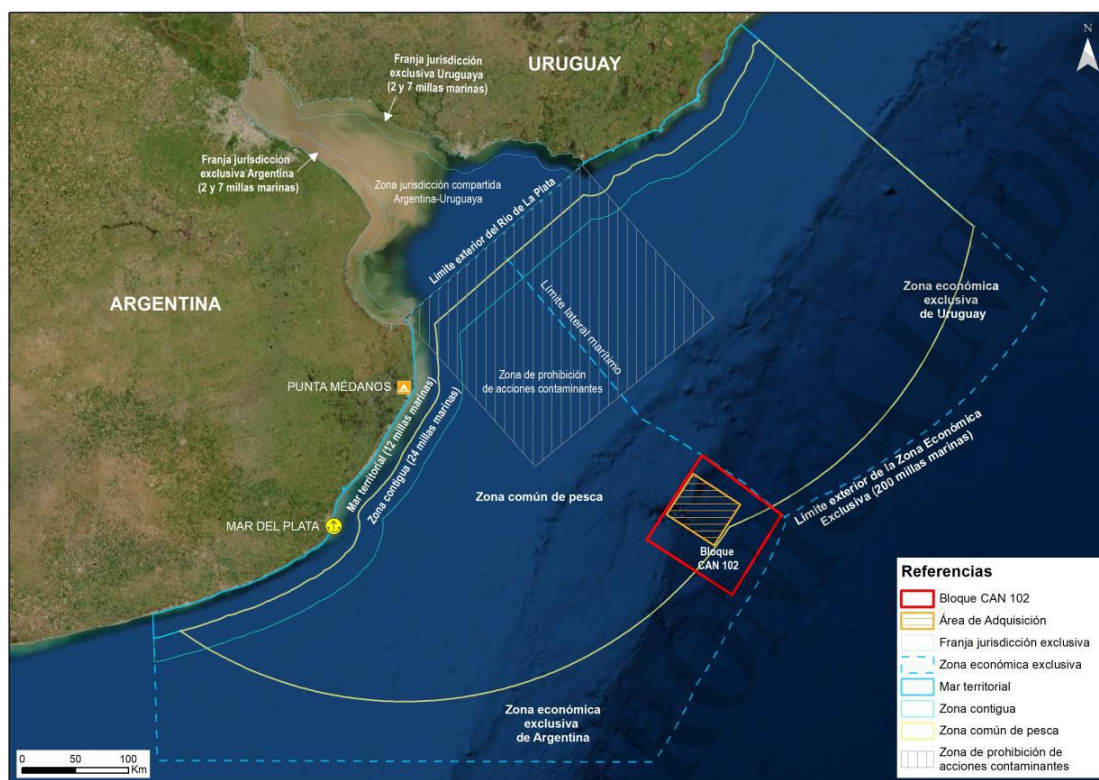 N
URUGUAY
Franja jurisdicción
exclusiva Uruguaya
(2 y 7 millas marinas)
Franja jurisdicción
exclusiva Argentina
(2 y 7 millas marinas)
Zona jurisdicción compartida
Argentina-Uruguaya
Límite exterior del Río de La Plata
ARGENTINA
Límite lateral marítimo
Zona económica
exclusiva
de Uruguay
Zona de prohibición
de acciones contaminantes
PUNTA MÉDANOS
Mar territorial (12 millas marinas)
Zona contigua (24 millas marinas)
Límite exterior de la Zona Económica
Exclusiva (200 millas marinas)
Zona común de pesca
MAR DEL PLATA
Bloque
CAN 102
Zona económica
exclusiva
de Argentina
Referencias
Bloque CAN 102
Área de Adquisición
Franja jurisdicción exclusiva
Zona económica exclusiva
Mar territorial
Zona contigua
Zona común de pesca
Zona de prohibición de
acciones contaminantes
0 50 100
Km